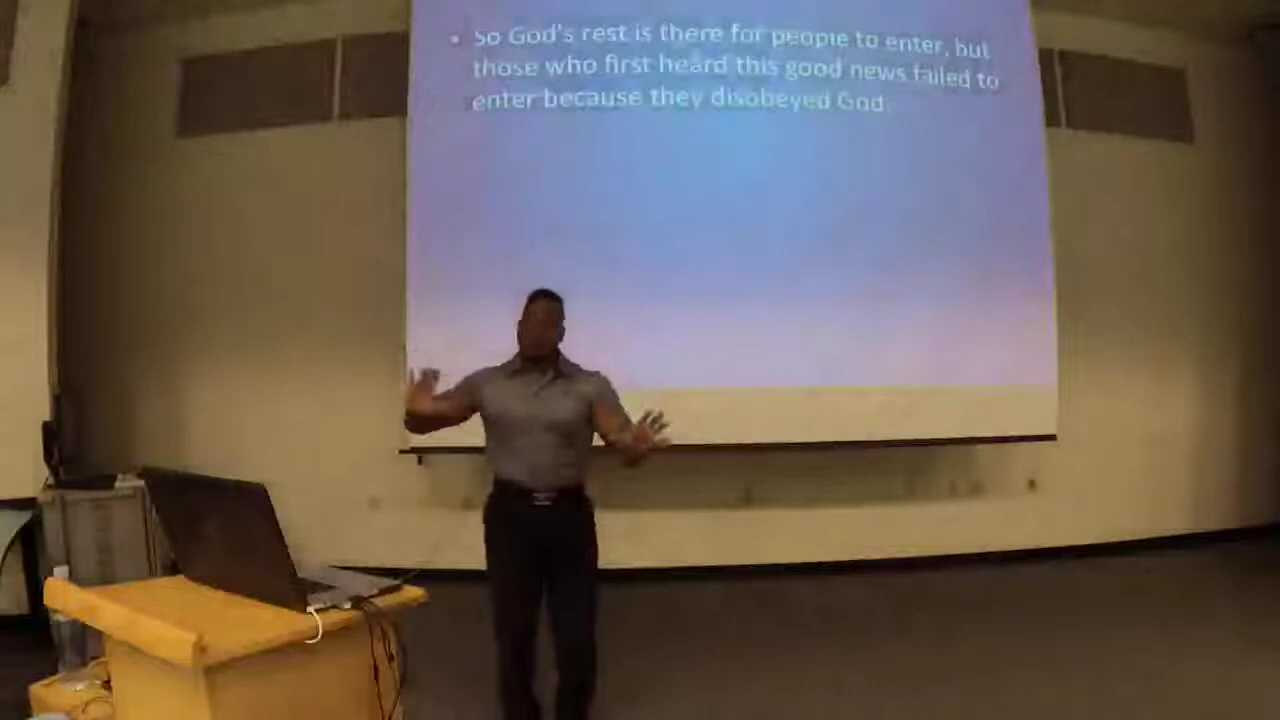 • So God's rest is there for people to enter, but
those who first heard this good news failed to
enter because they disobeyed God.